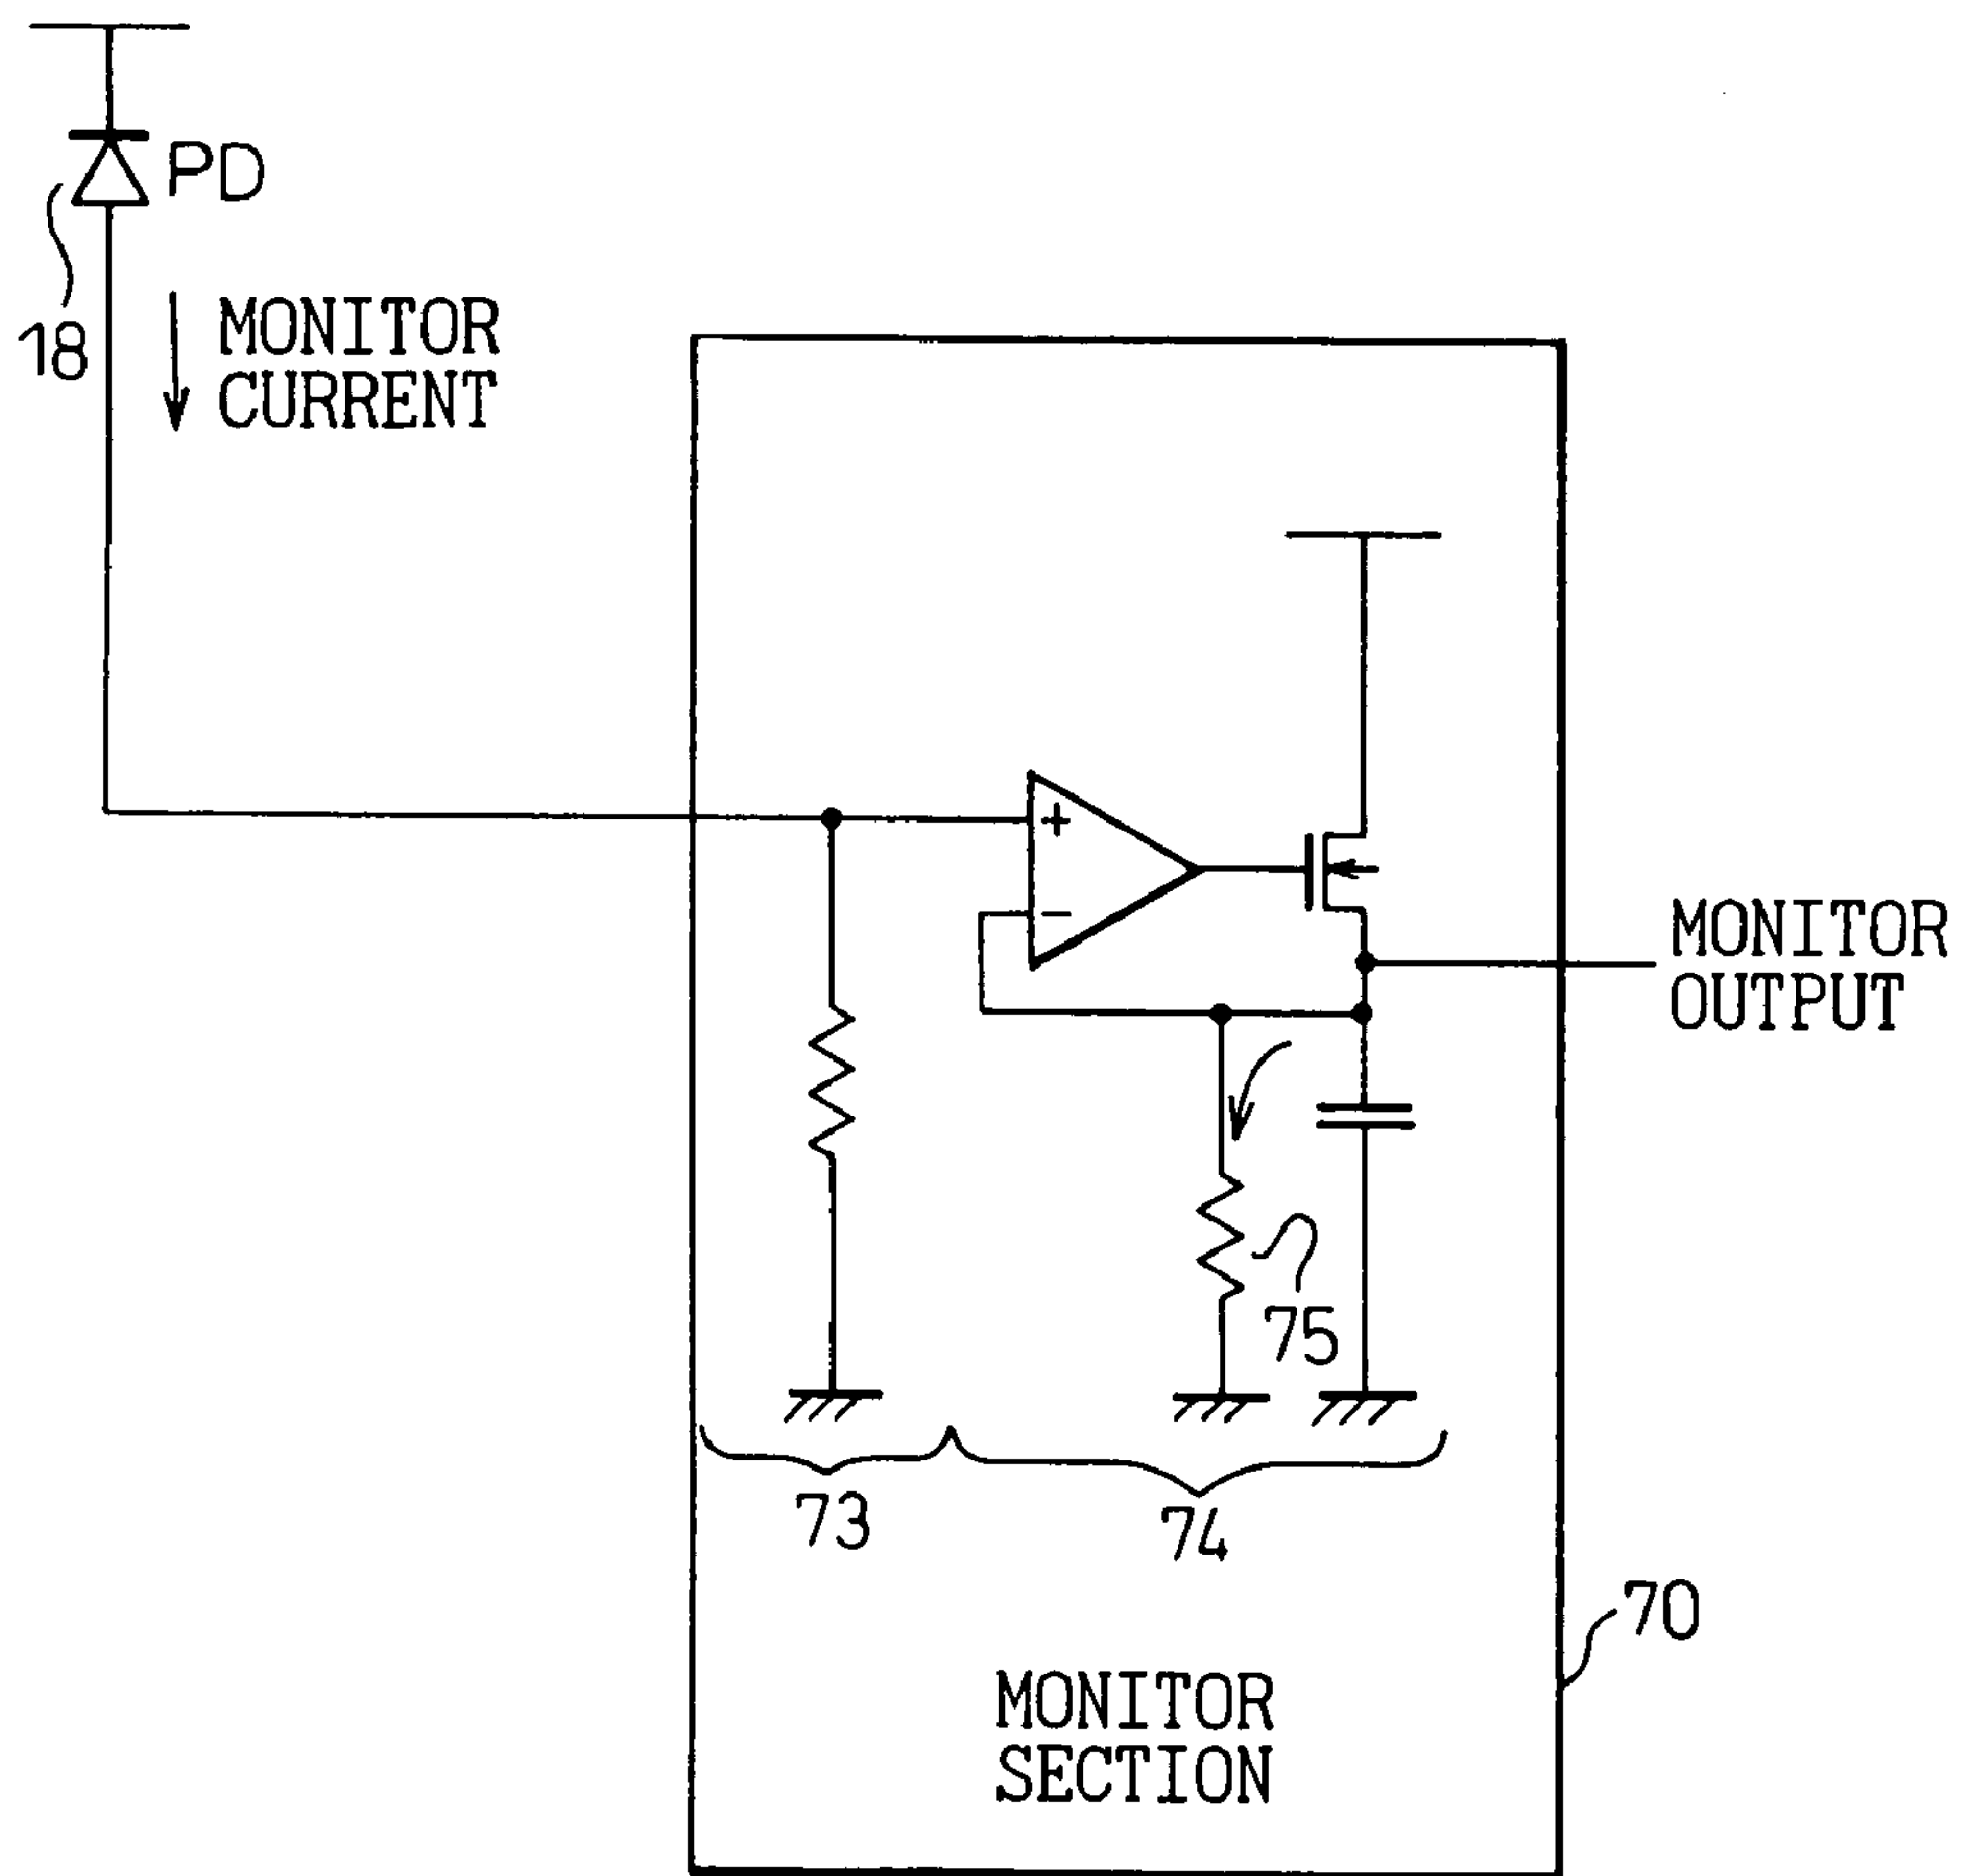 PD
18
MONITOR
CURRENT
+
−
MONITOR
OUTPUT
75
73
74
70
MONITOR
SECTION